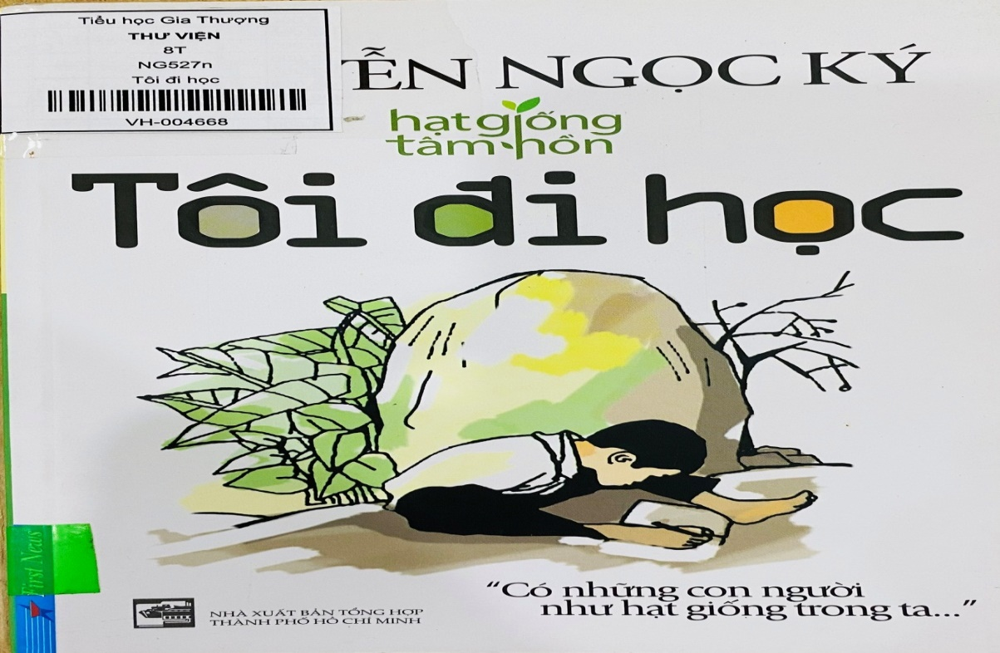 Tiểu học Gia Thượng
THƯ VIỆN
8T
NG527n
Tôi đi học
VH-004668
ỄN NGỌC KÝ
hạt giống
tâm hồn
Tôi đi học
First News
NHÀ XUẤT BẢN TỔNG HỢP
THÀNH PHỐ HỒ CHÍ MINH
“Có những con người
như hạt giống trong ta...”